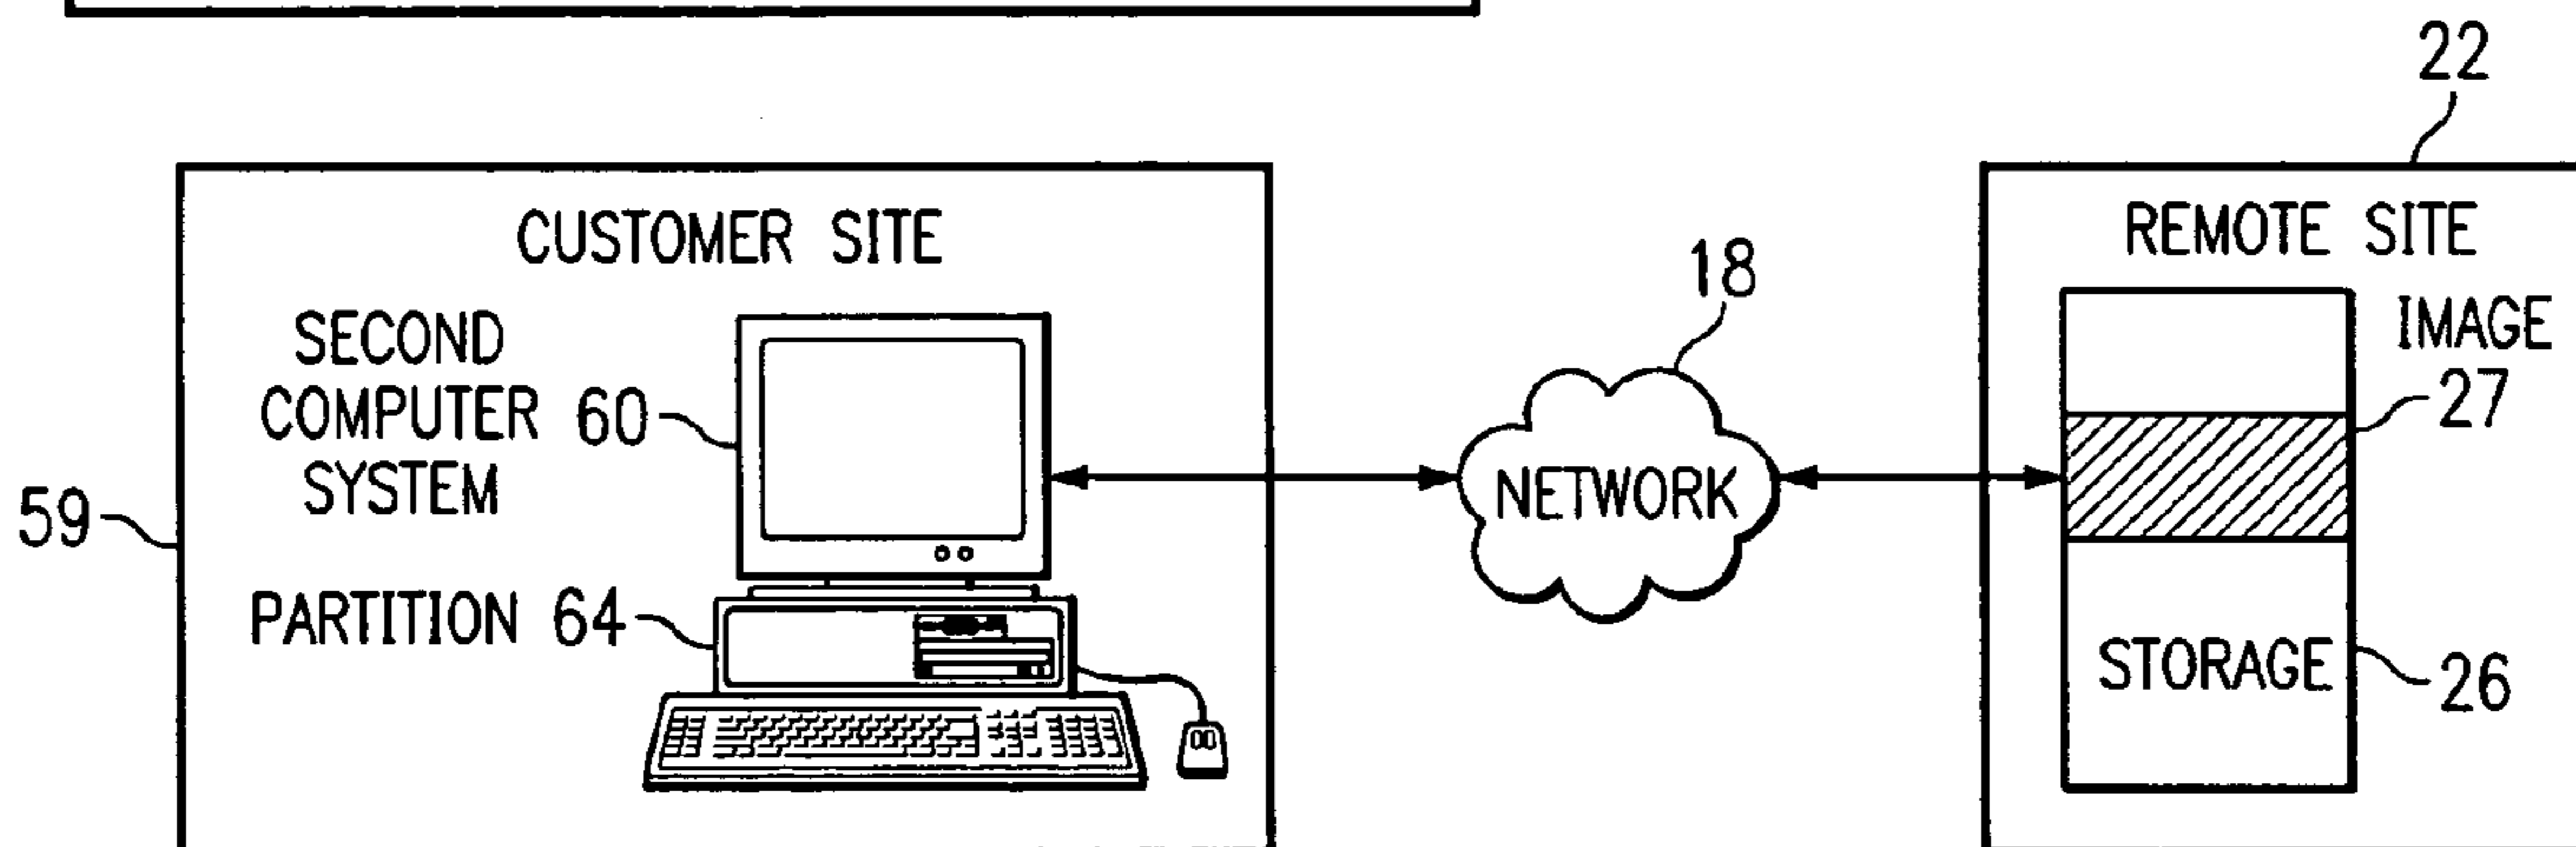 22
CUSTOMER SITE
REMOTE SITE
18
SECOND
COMPUTER 60
SYSTEM
IMAGE
27
NETWORK
59
PARTITION 64
STORAGE
26